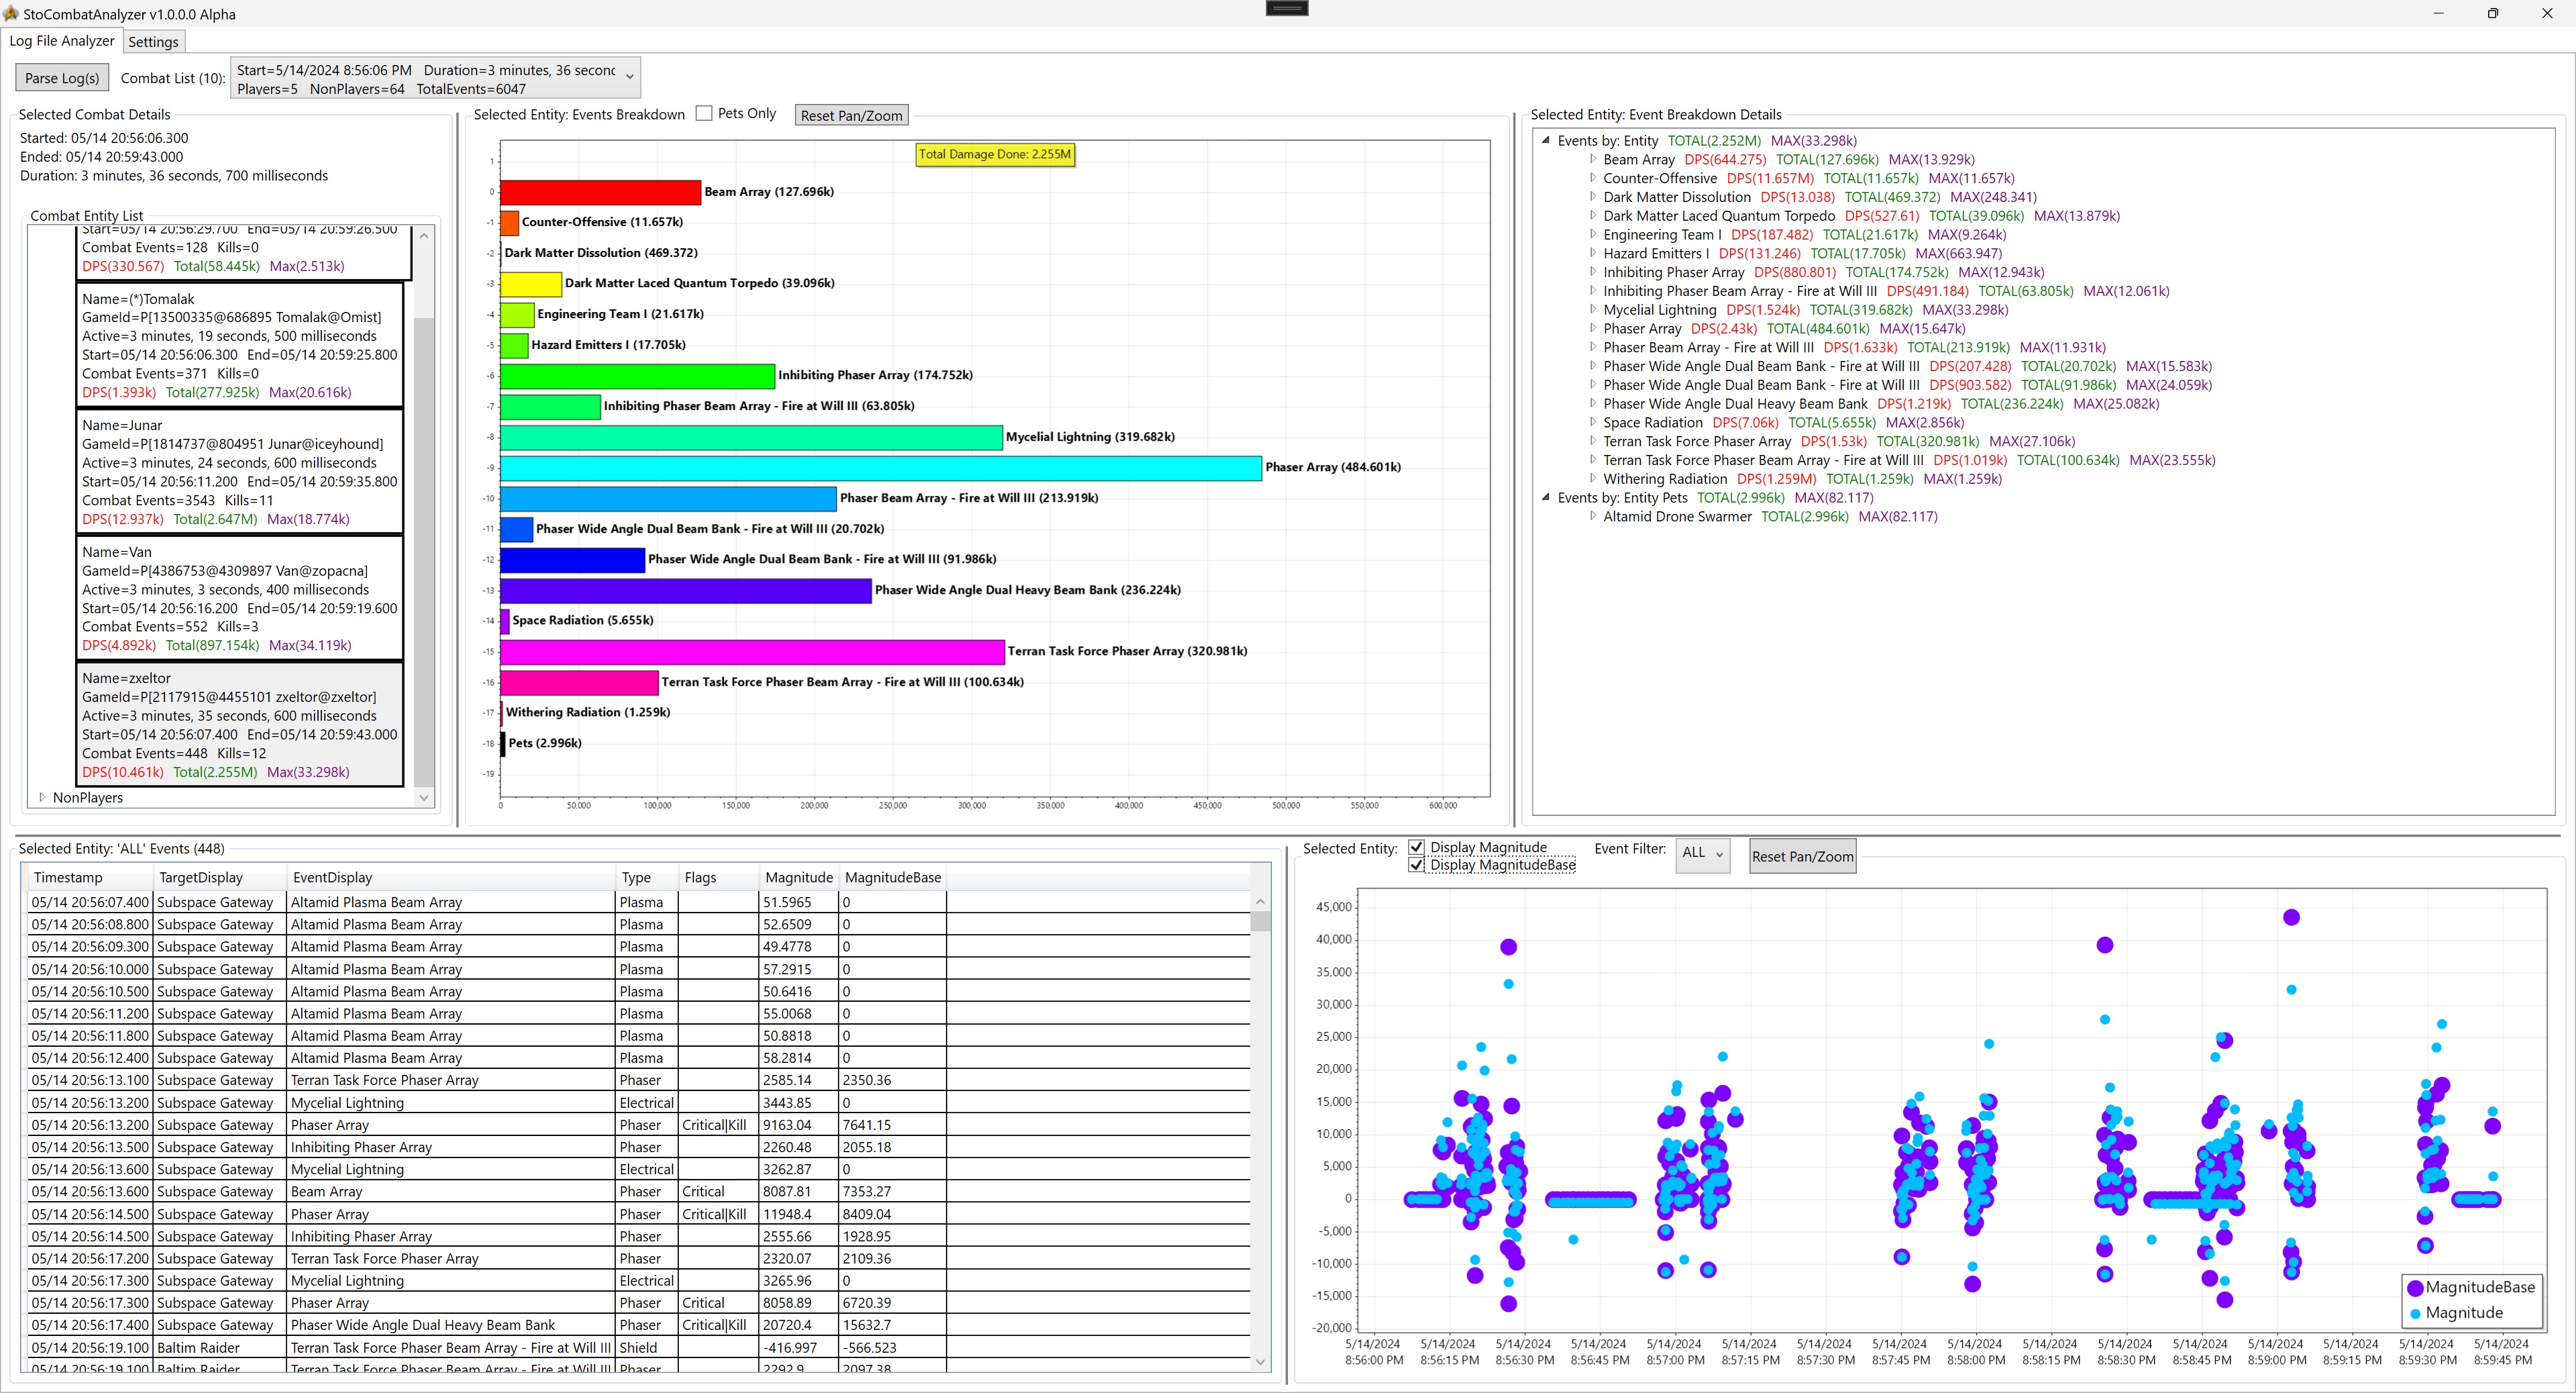 StoCombatAnalyzer v1.0.0.0 Alpha
Log File Analyzer
Settings
Parse Log(s)
Combat List (10):
Start=5/14/2024 8:56:06 PM Duration=3 minutes, 36 second
Players=5 NonPlayers=64 TotalEvents=6047
Selected Combat Details
Started: 05/14 20:56:06.300
Ended: 05/14 20:59:43.000
Duration: 3 minutes, 36 seconds, 700 milliseconds
Combat Entity List
Start=05/14 20:56:29.700 End=05/14 20:59:26.500
Combat Events=128 Kills=0
DPS(330.567) Total(58.445k) Max(2.513k)
Name=(*)Tomalak
GameId=P[13500335@686895 Tomalak@Omist]
Active=3 minutes, 19 seconds, 500 milliseconds
Start=05/14 20:56:06.300 End=05/14 20:59:25.800
Combat Events=371 Kills=0
DPS(1.393k) Total(277.925k) Max(20.616k)
Name=Junar
GameId=P[1814737@804951 Junar@iceyhound]
Active=3 minutes, 24 seconds, 600 milliseconds
Start=05/14 20:56:11.200 End=05/14 20:59:35.800
Combat Events=3543 Kills=11
DPS(12.937k) Total(2.647M) Max(18.774k)
Name=Van
GameId=P[4386753@4309897 Van@zopacna]
Active=3 minutes, 3 seconds, 400 milliseconds
Start=05/14 20:56:16.200 End=05/14 20:59:19.600
Combat Events=552 Kills=3
DPS(4.892k) Total(897.154k) Max(34.119k)
Name=zxeltor
GameId=P[2117915@4455101 zxeltor@zxeltor]
Active=3 minutes, 35 seconds, 600 milliseconds
Start=05/14 20:56:07.400 End=05/14 20:59:43.000
Combat Events=448 Kills=12
DPS(10.461k) Total(2.255M) Max(33.298k)
NonPlayers
Selected Entity: Events Breakdown
Pets Only
Reset Pan/Zoom
Total Damage Done: 2.255M
1
0 Beam Array (127.696k)
-1 Counter-Offensive (11.657k)
-2 Dark Matter Dissolution (469.372)
-3 Dark Matter Laced Quantum Torpedo (39.096k)
-4 Engineering Team I (21.617k)
-5 Hazard Emitters I (17.705k)
-6 Inhibiting Phaser Array (174.752k)
-7 Inhibiting Phaser Beam Array - Fire at Will III (63.805k)
-8 Mycelial Lightning (319.682k)
-9 Phaser Array (484.601k)
-10 Phaser Beam Array - Fire at Will III (213.919k)
-11 Phaser Wide Angle Dual Beam Bank - Fire at Will III (20.702k)
-12 Phaser Wide Angle Dual Beam Bank - Fire at Will III (91.986k)
-13 Phaser Wide Angle Dual Heavy Beam Bank (236.224k)
-14 Space Radiation (5.655k)
-15 Terran Task Force Phaser Array (320.981k)
-16 Terran Task Force Phaser Beam Array - Fire at Will III (100.634k)
-17 Withering Radiation (1.259k)
-18 Pets (2.996k)
-19
0 50,000 100,000 150,000 200,000 250,000 300,000 350,000 400,000 450,000 500,000 550,000 600,000
Selected Entity: Event Breakdown Details
Events by: Entity TOTAL(2.252M) MAX(33.298k)
Beam Array DPS(644.275) TOTAL(127.696k) MAX(13.929k)
Counter-Offensive DPS(11.657M) TOTAL(11.657k) MAX(11.657k)
Dark Matter Dissolution DPS(13.038) TOTAL(469.372) MAX(248.341)
Dark Matter Laced Quantum Torpedo DPS(527.61) TOTAL(39.096k) MAX(13.879k)
Engineering Team I DPS(187.482) TOTAL(21.617k) MAX(9.264k)
Hazard Emitters I DPS(131.246) TOTAL(17.705k) MAX(663.947)
Inhibiting Phaser Array DPS(880.801) TOTAL(174.752k) MAX(12.943k)
Inhibiting Phaser Beam Array - Fire at Will III DPS(491.184) TOTAL(63.805k) MAX(12.061k)
Mycelial Lightning DPS(1.524k) TOTAL(319.682k) MAX(33.298k)
Phaser Array DPS(2.43k) TOTAL(484.601k) MAX(15.647k)
Phaser Beam Array - Fire at Will III DPS(1.633k) TOTAL(213.919k) MAX(11.931k)
Phaser Wide Angle Dual Beam Bank - Fire at Will III DPS(207.428) TOTAL(20.702k) MAX(15.583k)
Phaser Wide Angle Dual Beam Bank - Fire at Will III DPS(903.582) TOTAL(91.986k) MAX(24.059k)
Phaser Wide Angle Dual Heavy Beam Bank DPS(1.219k) TOTAL(236.224k) MAX(25.082k)
Space Radiation DPS(7.06k) TOTAL(5.655k) MAX(2.856k)
Terran Task Force Phaser Array DPS(1.53k) TOTAL(320.981k) MAX(27.106k)
Terran Task Force Phaser Beam Array - Fire at Will III DPS(1.019k) TOTAL(100.634k) MAX(23.555k)
Withering Radiation DPS(1.259M) TOTAL(1.259k) MAX(1.259k)
Events by: Entity Pets TOTAL(2.996k) MAX(82.117)
Altamid Drone Swarmer TOTAL(2.996k) MAX(82.117)
Selected Entity: 'ALL' Events (448)
Timestamp TargetDisplay EventDisplay Type Flags Magnitude MagnitudeBase
05/14 20:56:07.400 Subspace Gateway Altamid Plasma Beam Array Plasma 51.5965 0
05/14 20:56:08.800 Subspace Gateway Altamid Plasma Beam Array Plasma 52.6509 0
05/14 20:56:09.300 Subspace Gateway Altamid Plasma Beam Array Plasma 49.4778 0
05/14 20:56:10.000 Subspace Gateway Altamid Plasma Beam Array Plasma 57.2915 0
05/14 20:56:10.500 Subspace Gateway Altamid Plasma Beam Array Plasma 50.6416 0
05/14 20:56:11.200 Subspace Gateway Altamid Plasma Beam Array Plasma 55.0068 0
05/14 20:56:11.800 Subspace Gateway Altamid Plasma Beam Array Plasma 50.8818 0
05/14 20:56:12.400 Subspace Gateway Altamid Plasma Beam Array Plasma 58.2814 0
05/14 20:56:13.100 Subspace Gateway Terran Task Force Phaser Array Phaser 2585.14 2350.36
05/14 20:56:13.200 Subspace Gateway Mycelial Lightning Electrical 3443.85 0
05/14 20:56:13.200 Subspace Gateway Phaser Array Phaser Critical|Kill 9163.04 7641.15
05/14 20:56:13.500 Subspace Gateway Inhibiting Phaser Array Phaser 2260.48 2055.18
05/14 20:56:13.600 Subspace Gateway Mycelial Lightning Electrical 3262.87 0
05/14 20:56:13.600 Subspace Gateway Beam Array Phaser Critical 8087.81 7353.27
05/14 20:56:14.500 Subspace Gateway Phaser Array Phaser Critical|Kill 11948.4 8409.04
05/14 20:56:14.500 Subspace Gateway Inhibiting Phaser Array Phaser 2555.66 1928.95
05/14 20:56:17.200 Subspace Gateway Terran Task Force Phaser Array Phaser 2320.07 2109.36
05/14 20:56:17.300 Subspace Gateway Mycelial Lightning Electrical 3265.96 0
05/14 20:56:17.300 Subspace Gateway Phaser Array Phaser Critical 8058.89 6720.39
05/14 20:56:17.400 Subspace Gateway Phaser Wide Angle Dual Heavy Beam Bank Phaser Critical|Kill 20720.4 15632.7
05/14 20:56:19.100 Baltim Raider Terran Task Force Phaser Beam Array - Fire at Will III Shield -416.997 -566.523
05/14 20:56:19.100 Baltim Raider Terran Task Force Phaser Beam Array - Fire at Will III Phaser 2292.9 2097.38
Selected Entity:
Display Magnitude
Display MagnitudeBase
Event Filter:
ALL
Reset Pan/Zoom
45,000
40,000
35,000
30,000
25,000
20,000
15,000
10,000
5,000
0
-5,000
-10,000
-15,000
-20,000
MagnitudeBase
Magnitude
5/14/2024 5/14/2024 5/14/2024 5/14/2024 5/14/2024 5/14/2024 5/14/2024 5/14/2024 5/14/2024 5/14/2024 5/14/2024 5/14/2024 5/14/2024 5/14/2024 5/14/2024 5/14/2024
8:56:00 PM 8:56:15 PM 8:56:30 PM 8:56:45 PM 8:57:00 PM 8:57:15 PM 8:57:30 PM 8:57:45 PM 8:58:00 PM 8:58:15 PM 8:58:30 PM 8:58:45 PM 8:59:00 PM 8:59:15 PM 8:59:30 PM 8:59:45 PM